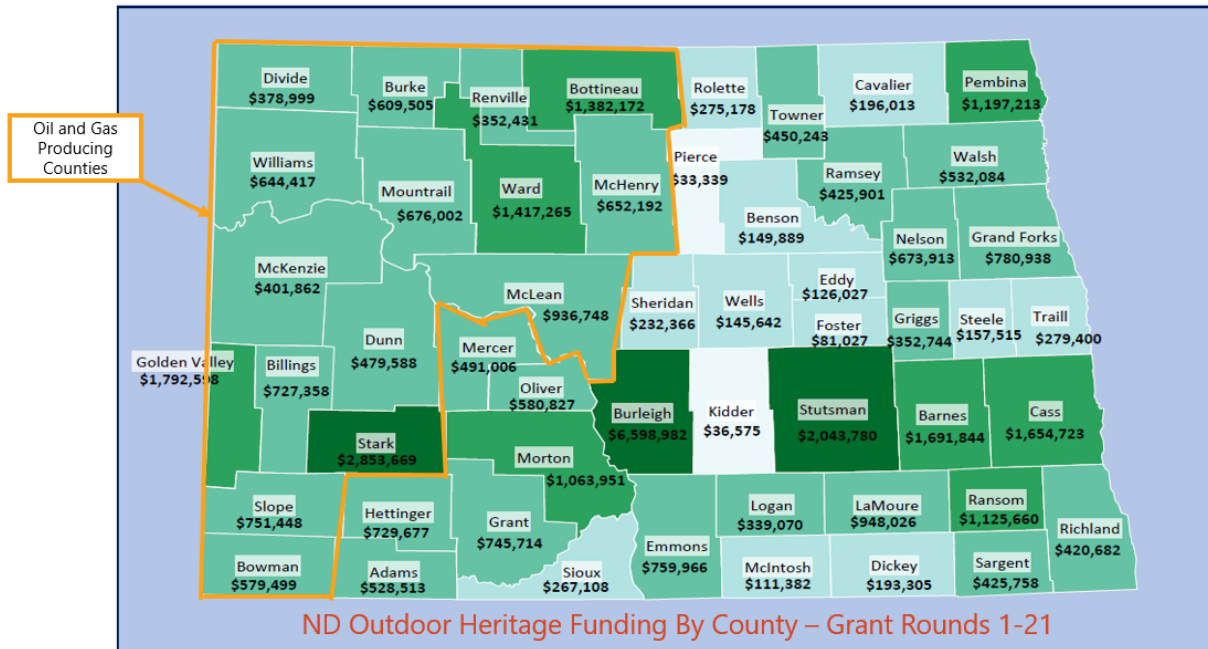 Oil and Gas
Producing
Counties
Divide
$378,999
Burke
$609,505
Renville
$352,431
Bottineau
$1,382,172
Rolette
$275,178
Towner
$450,243
Cavalier
$196,013
Pembina
$1,197,213
Williams
$644,417
Mountrail
$676,002
Ward
$1,417,265
McHenry
$652,192
Pierce
$33,339
Benson
$149,889
Ramsey
$425,901
Walsh
$532,084
Nelson
$673,913
Grand Forks
$780,938
McKenzie
$401,862
Dunn
$479,588
McLean
$936,748
Mercer
$491,006
Oliver
$580,827
Sheridan
$232,366
Wells
$145,642
Eddy
$126,027
Foster
$81,027
Griggs
$352,744
Steele
$157,515
Traill
$279,400
Golden Valley
$1,792,598
Billings
$727,358
Stark
$2,853,669
Morton
$1,063,951
Burleigh
$6,598,982
Kidder
$36,575
Stutsman
$2,043,780
Barnes
$1,691,844
Cass
$1,654,723
Slope
$751,448
Hettinger
$729,677
Grant
$745,714
Bowman
$579,499
Adams
$528,513
Sioux
$267,108
Emmons
$759,966
Logan
$339,070
LaMoure
$948,026
Ransom
$1,125,660
Richland
$420,682
McIntosh
$111,382
Dickey
$193,305
Sargent
$425,758
ND Outdoor Heritage Funding By County – Grant Rounds 1-21